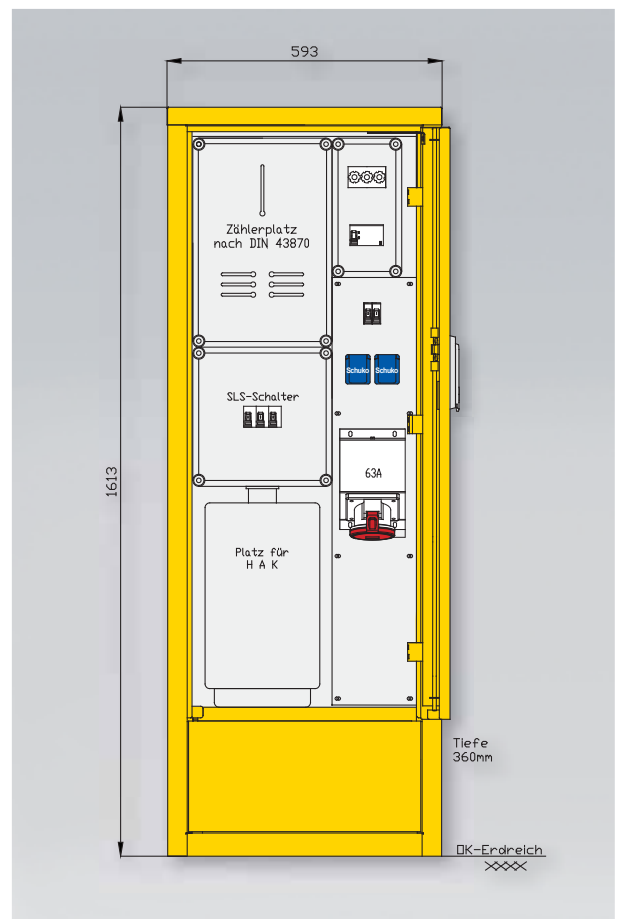 593
1613
Zählerplatz
nach DIN 43870
SLS-Schalter
Schuko
Schuko
63A
Platz für
H A K
Tiefe
360mm
OK-Erdreich